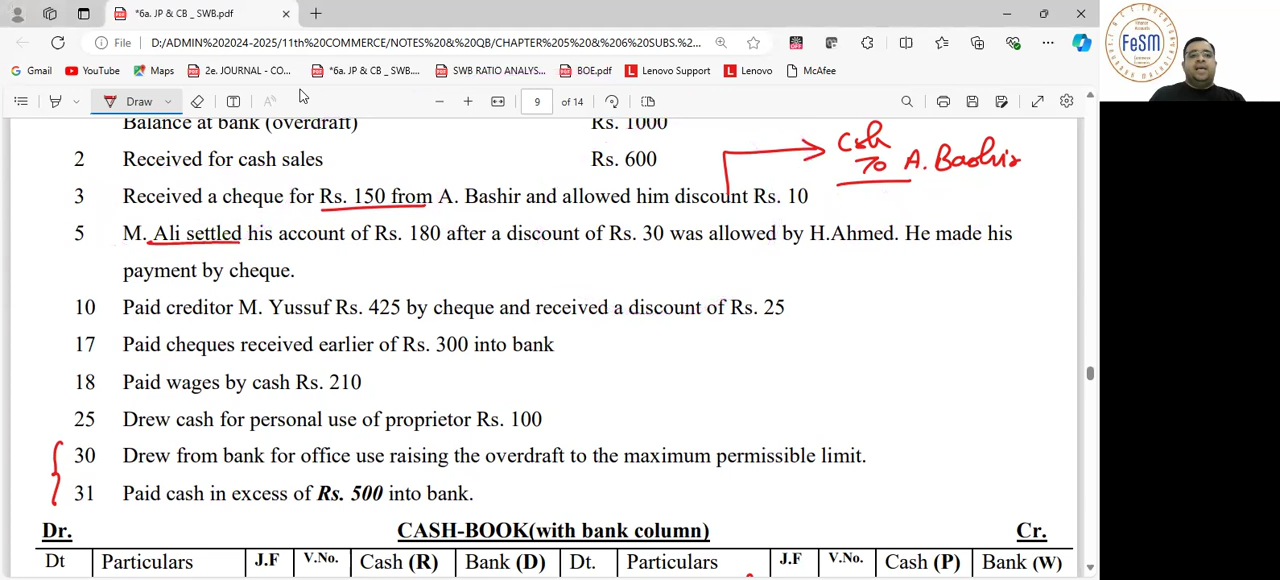 *6a. JP & CB _ SWB.pdf
File D:/ADMIN%202024-2025/11th%20COMMERCE/NOTES%20&%20QB/CHAPTER%205%20&%206%20SUBS.%2...
Gmail YouTube Maps 2e. JOURNAL - CO... *6a. JP & CB _ SWB.... SWB RATIO ANALYS... BOE.pdf Lenovo Support Lenovo McAfee
Draw 9 of 14
FeSM
Balance at bank (overdraft) Rs. 1000
2 Received for cash sales Rs. 600
Csh
To A. Bashir
3 Received a cheque for Rs. 150 from A. Bashir and allowed him discount Rs. 10
5 M. Ali settled his account of Rs. 180 after a discount of Rs. 30 was allowed by H.Ahmed. He made his
payment by cheque.
10 Paid creditor M. Yussuf Rs. 425 by cheque and received a discount of Rs. 25
17 Paid cheques received earlier of Rs. 300 into bank
18 Paid wages by cash Rs. 210
25 Drew cash for personal use of proprietor Rs. 100
30 Drew from bank for office use raising the overdraft to the maximum permissible limit.
31 Paid cash in excess of Rs. 500 into bank.
Dr. CASH-BOOK(with bank column) Cr.
Dt Particulars J.F V.No. Cash (R) Bank (D) Dt. Particulars J.F V.No. Cash (P) Bank (W)